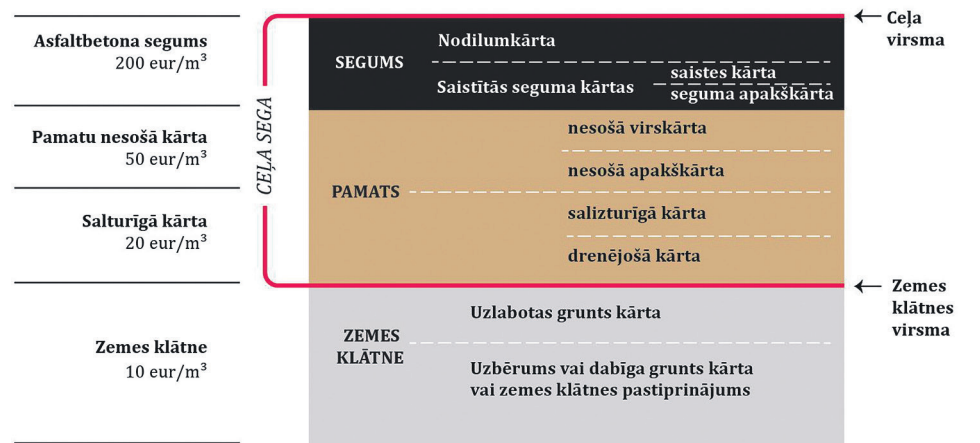 Asfaltbetona segums
200 eur/m³
Pamatu nesošā kārta
50 eur/m³
Salturīgā kārta
20 eur/m³
Zemes klātne
10 eur/m³
CEĻA SEGA
SEGUMS
Nodilumkārta
Saistītās seguma kārtas
saistes kārta
seguma apakškārta
PAMATS
nesošā virskārta
nesošā apakškārta
salizturīgā kārta
drenējošā kārta
ZEMES
KLĀTNE
Uzlabotas grunts kārta
Uzbērums vai dabīga grunts kārta
vai zemes klātnes pastiprinājums
Ceļa
virsma
Zemes
klātnes
virsma